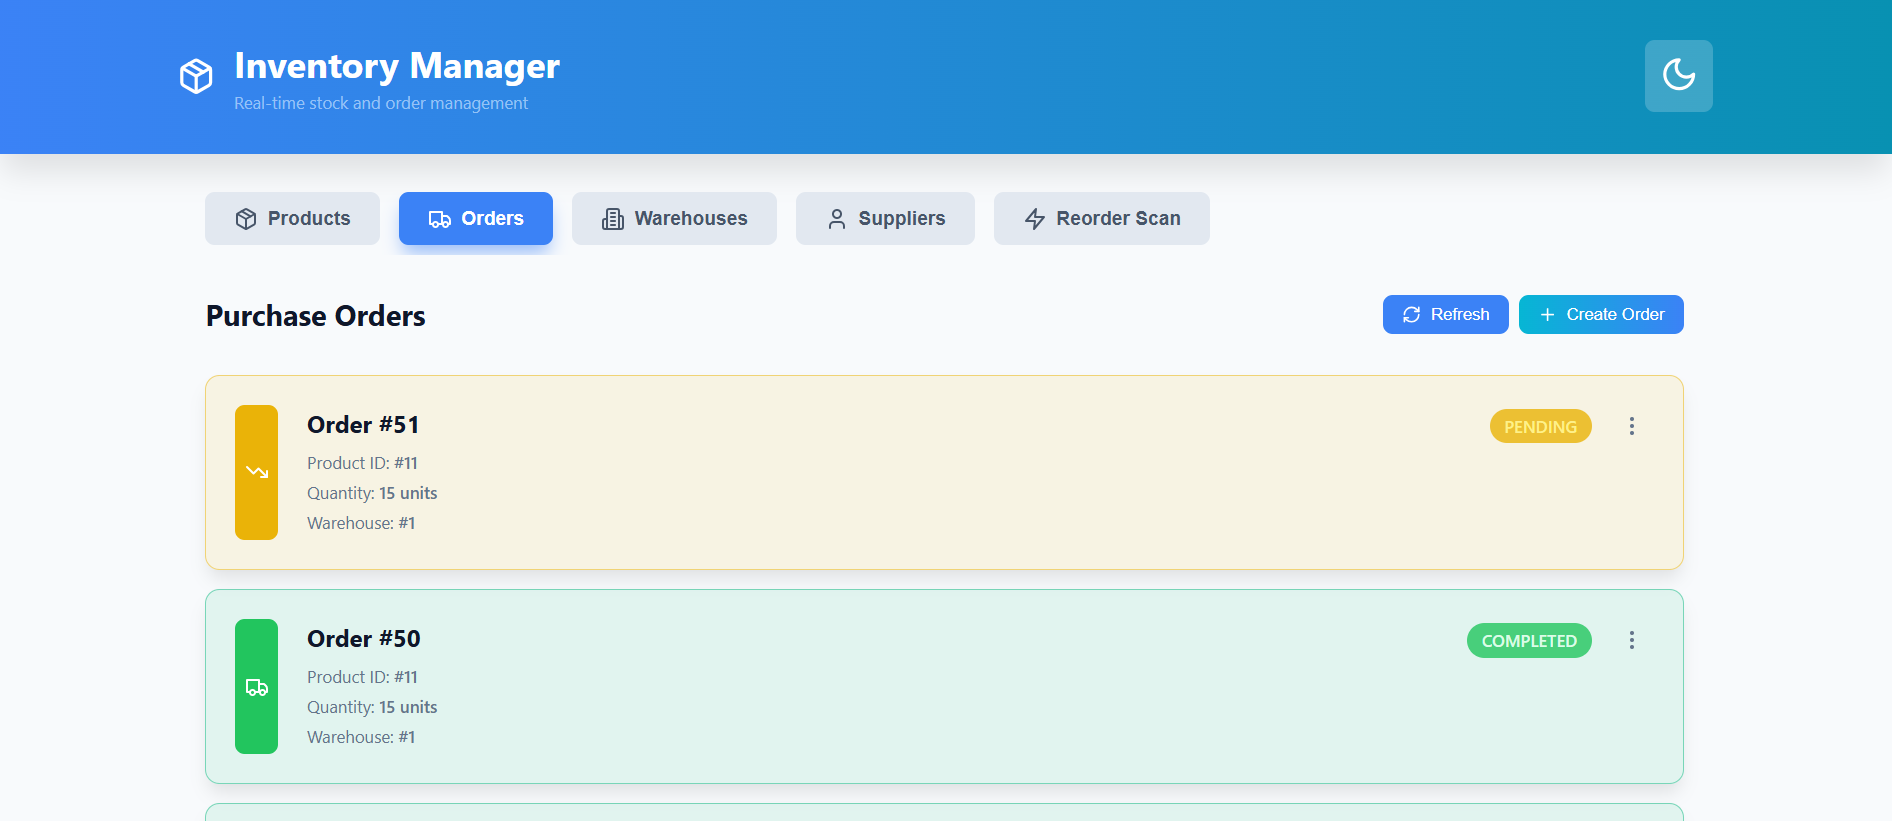 Inventory Manager
Real-time stock and order management
Products
Orders
Warehouses
Suppliers
Reorder Scan
Purchase Orders
Refresh
Create Order
Order #51
PENDING
Product ID: #11
Quantity: 15 units
Warehouse: #1
Order #50
COMPLETED
Product ID: #11
Quantity: 15 units
Warehouse: #1